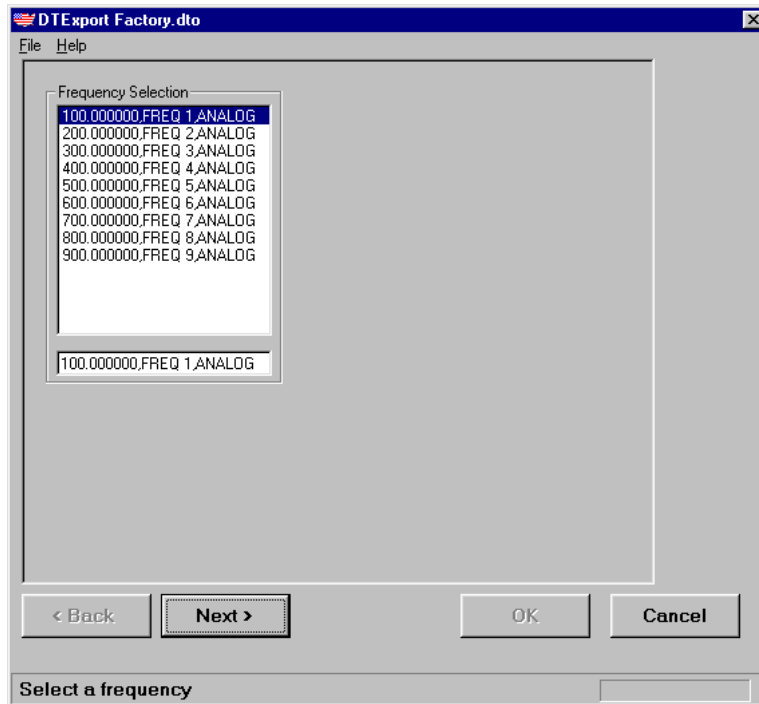 DTExport Factory.dto
File Help
Frequency Selection
100.000000,FREQ 1,ANALOG
200.000000,FREQ 2,ANALOG
300.000000,FREQ 3,ANALOG
400.000000,FREQ 4,ANALOG
500.000000,FREQ 5,ANALOG
600.000000,FREQ 6,ANALOG
700.000000,FREQ 7,ANALOG
800.000000,FREQ 8,ANALOG
900.000000,FREQ 9,ANALOG
100.000000,FREQ 1,ANALOG
< Back Next > OK Cancel
Select a frequency